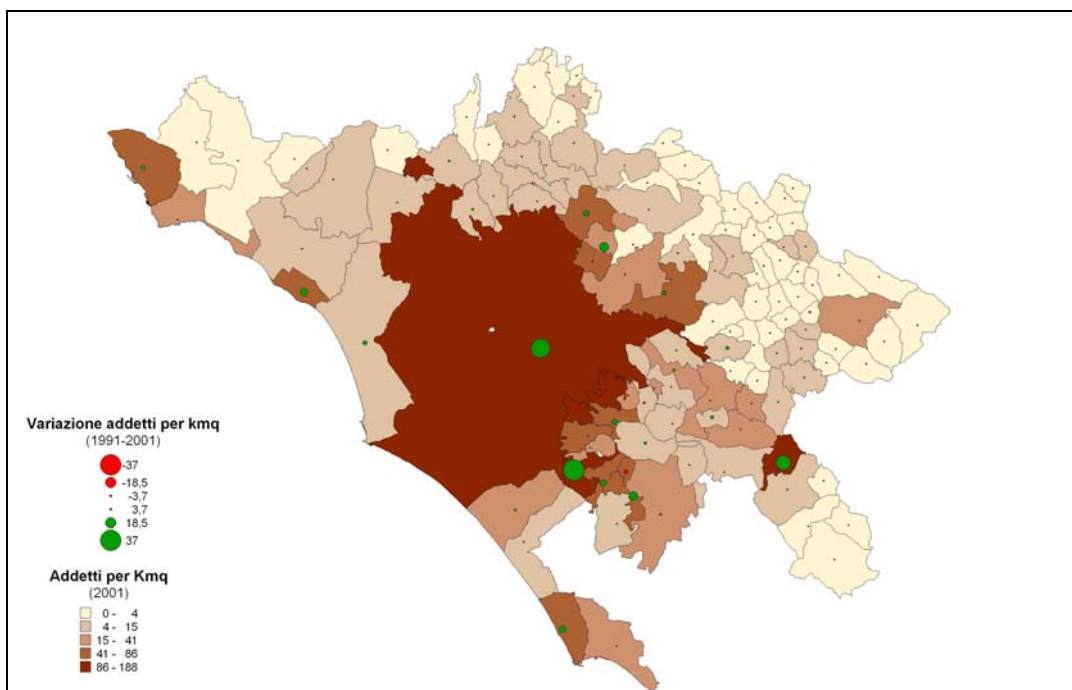 Variazione addetti per kmq
(1991-2001)
-37
-18,5
-3,7
3,7
18,5
37
Addetti per Kmq
(2001)
0 - 4
4 - 15
15 - 41
41 - 86
86 - 188